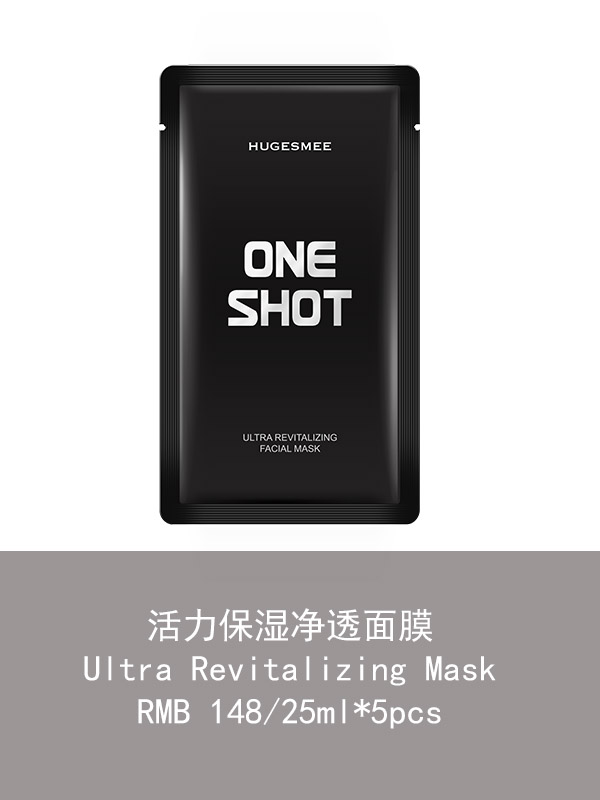 HUGESMEE
ONE
SHOT
ULTRA REVITALIZING
FACIAL MASK
活力保湿净透面膜
Ultra Revitalizing Mask
RMB 148/25ml*5pcs